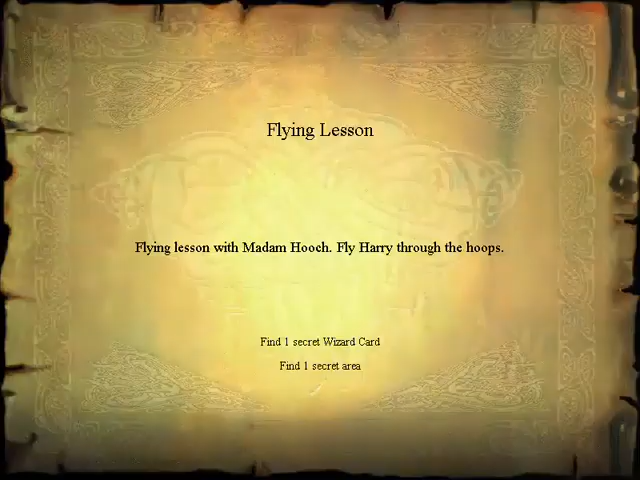 Flying Lesson
Flying lesson with Madam Hooch. Fly Harry through the hoops.
Find 1 secret Wizard Card
Find 1 secret area